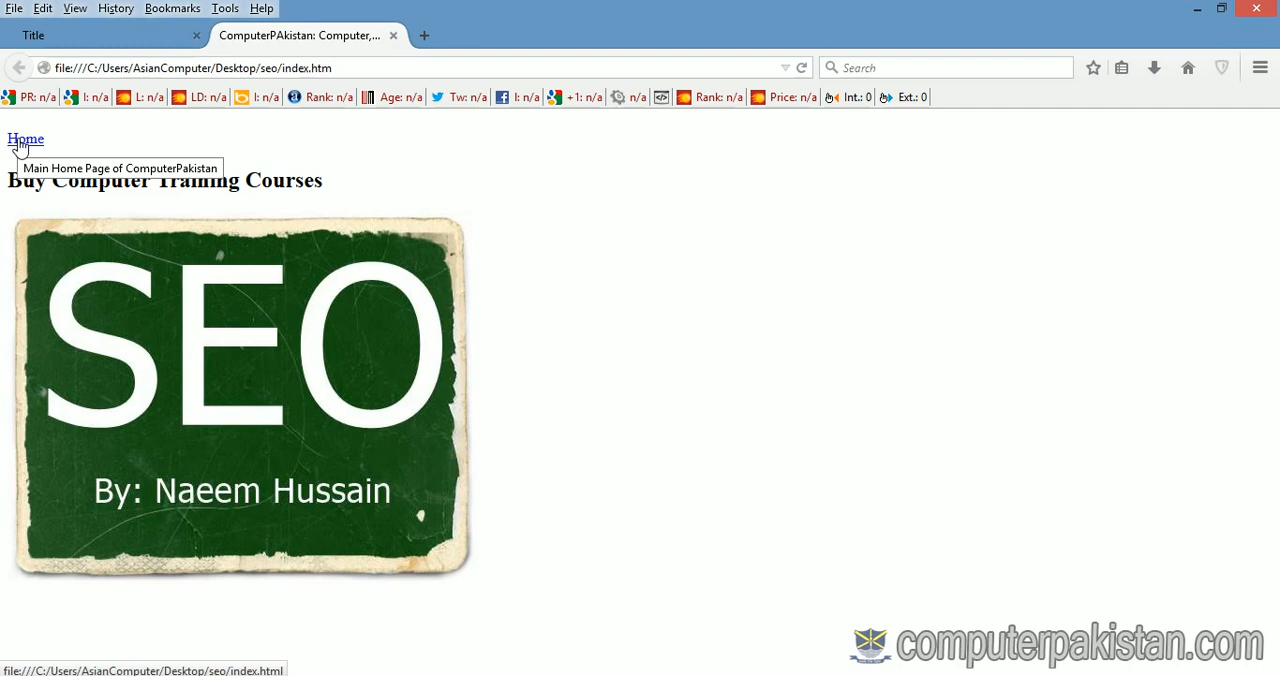 File Edit View History Bookmarks Tools Help
Title
ComputerPAkistan: Computer,...
file:///C:/Users/AsianComputer/Desktop/seo/index.htm
Search
PR: n/a I: n/a L: n/a LD: n/a I: n/a Rank: n/a Age: n/a Tw: n/a I: n/a +1: n/a n/a Rank: n/a Price: n/a Int.: 0 Ext.: 0
Home
Main Home Page of ComputerPakistan
Buy Computer Training Courses
SEO
By: Naeem Hussain
computerpakistan.com
file:///C:/Users/AsianComputer/Desktop/seo/index.html